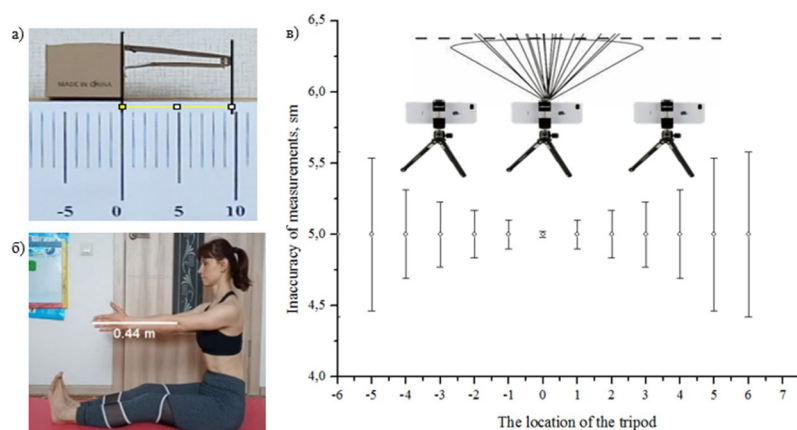 а)
MADE IN CHINA
-5
0
5
10
б)
0.44 m
в)
Inaccuracy of measurements, sm
6,5
6,0
5,5
5,0
4,5
4,0
-6 -5 -4 -3 -2 -1 0 1 2 3 4 5 6 7
The location of the tripod